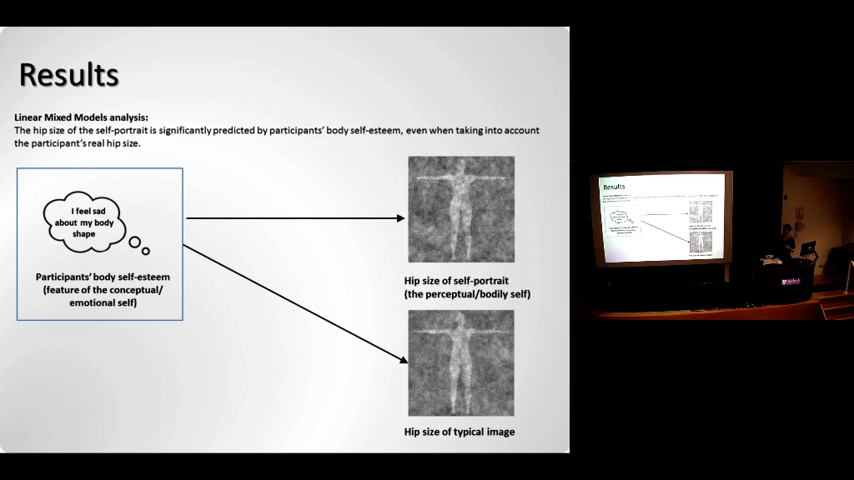 Results
Linear Mixed Models analysis:
The hip size of the self-portrait is significantly predicted by participants' body self-esteem, even when taking into account
the participant's real hip size.
I feel sad
about my body
shape
Participants' body self-esteem
(feature of the conceptual/
emotional self)
Hip size of self-portrait
(the perceptual/bodily self)
Hip size of typical image
Results